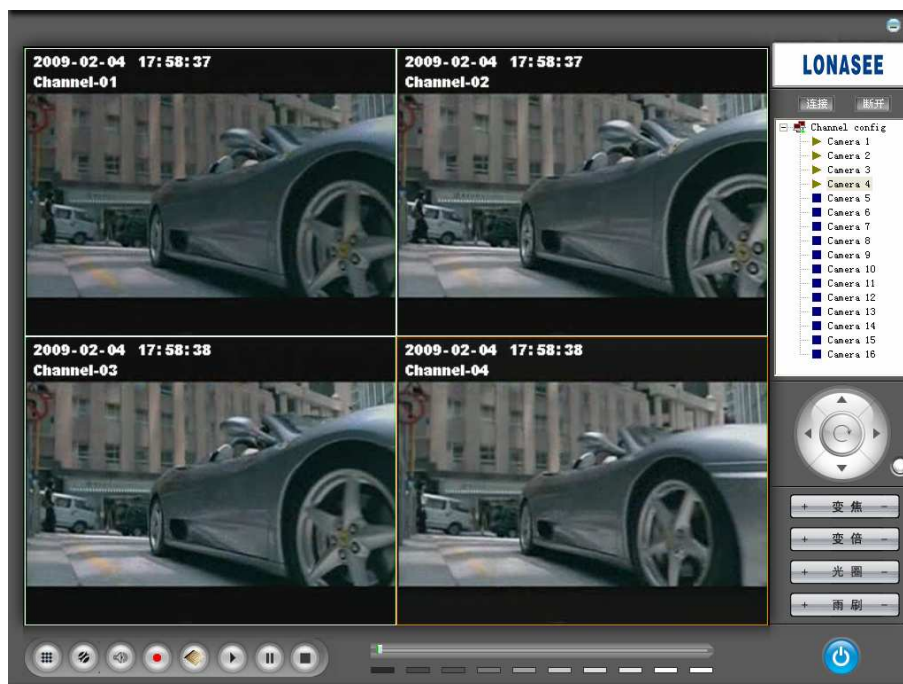 2009-02-04 17:58:37
Channel-01
2009-02-04 17:58:37
Channel-02
2009-02-04 17:58:38
Channel-03
2009-02-04 17:58:38
Channel-04
LONASEE
连接 断开
Channel config
Camera 1
Camera 2
Camera 3
Camera 4
Camera 5
Camera 6
Camera 7
Camera 8
Camera 9
Camera 10
Camera 11
Camera 12
Camera 13
Camera 14
Camera 15
Camera 16
+ 变焦 -
+ 变倍 -
+ 光圈 -
+ 雨刷 -